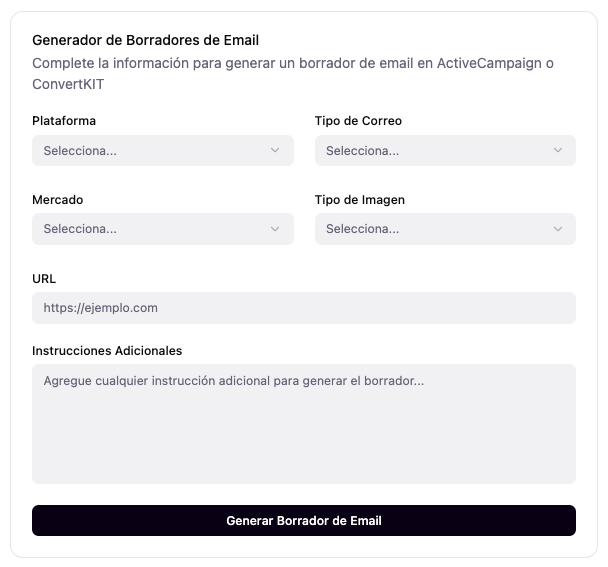 Generador de Borradores de Email
Complete la información para generar un borrador de email en ActiveCampaign o
ConvertKIT
Plataforma
Tipo de Correo
Selecciona...
Selecciona...
Mercado
Tipo de Imagen
Selecciona...
Selecciona...
URL
https://ejemplo.com
Instrucciones Adicionales
Agregue cualquier instrucción adicional para generar el borrador...
Generar Borrador de Email